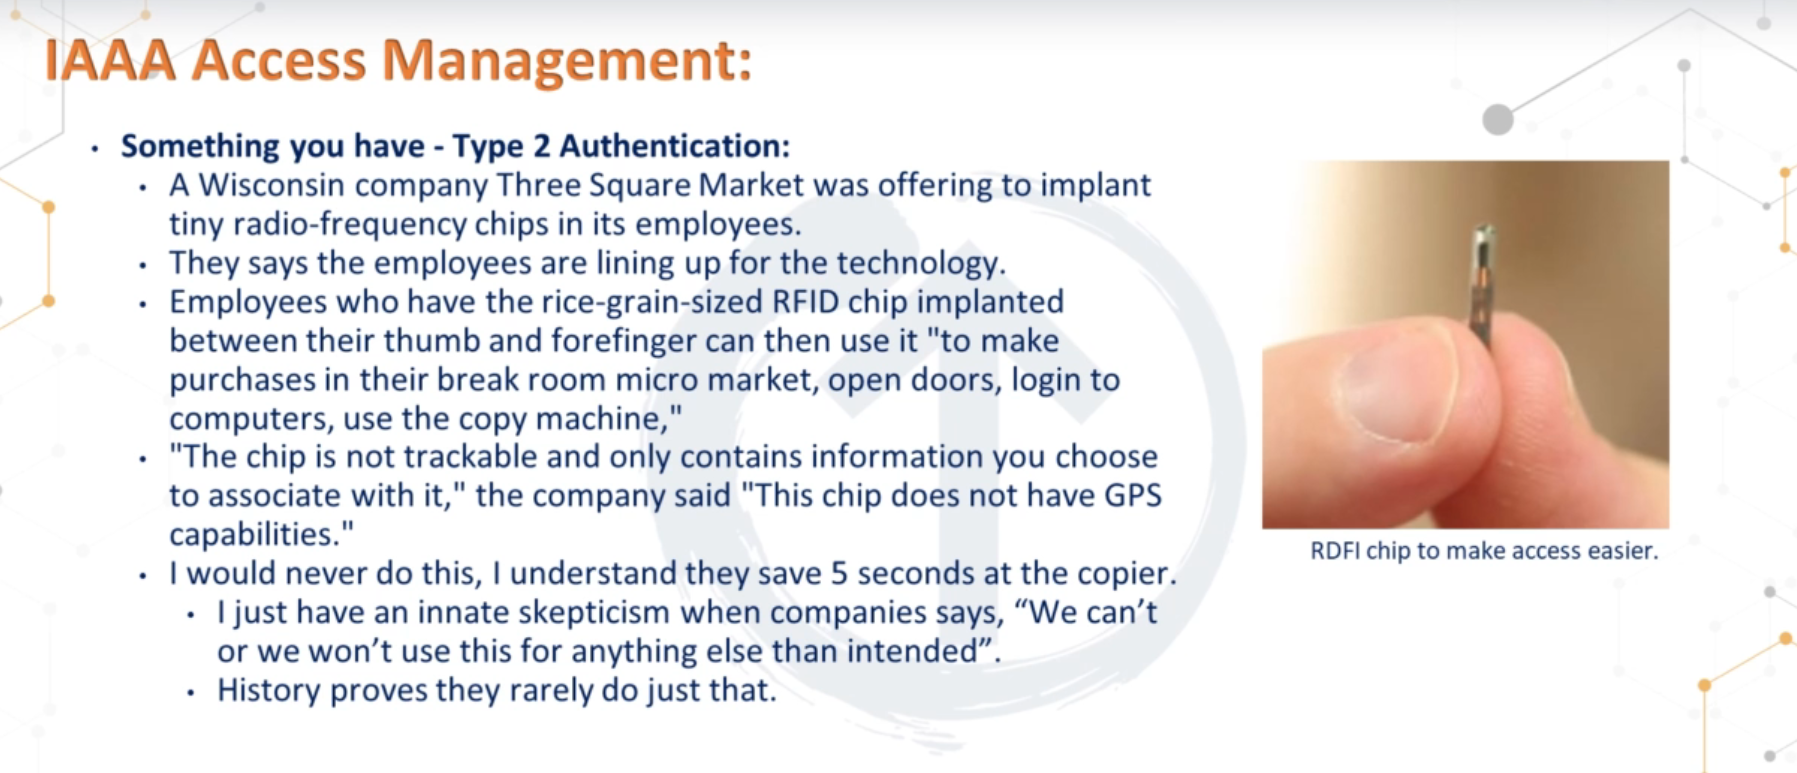 IAAA Access Management:
• Something you have - Type 2 Authentication:
• A Wisconsin company Three Square Market was offering to implant
tiny radio-frequency chips in its employees.
• They says the employees are lining up for the technology.
• Employees who have the rice-grain-sized RFID chip implanted
between their thumb and forefinger can then use it "to make
purchases in their break room micro market, open doors, login to
computers, use the copy machine,"
• "The chip is not trackable and only contains information you choose
to associate with it," the company said "This chip does not have GPS
capabilities."
• I would never do this, I understand they save 5 seconds at the copier.
• I just have an innate skepticism when companies says, “We can’t
or we won’t use this for anything else than intended”.
• History proves they rarely do just that.
RDFI chip to make access easier.